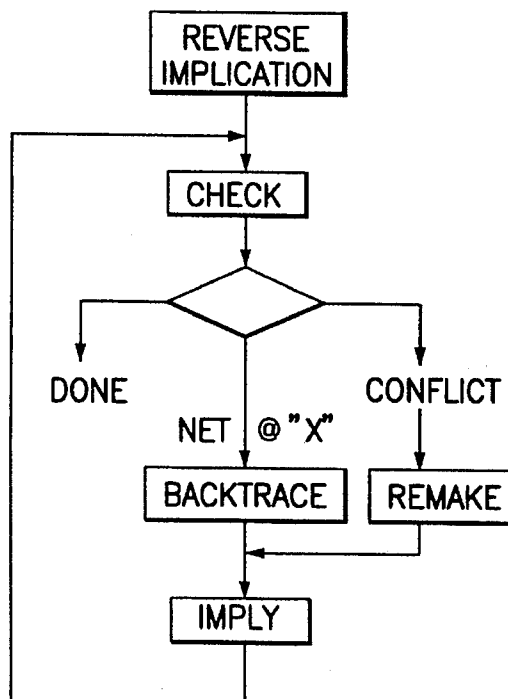 REVERSE
IMPLICATION
CHECK
DONE
CONFLICT
NET @ "X"
BACKTRACE
REMAKE
IMPLY